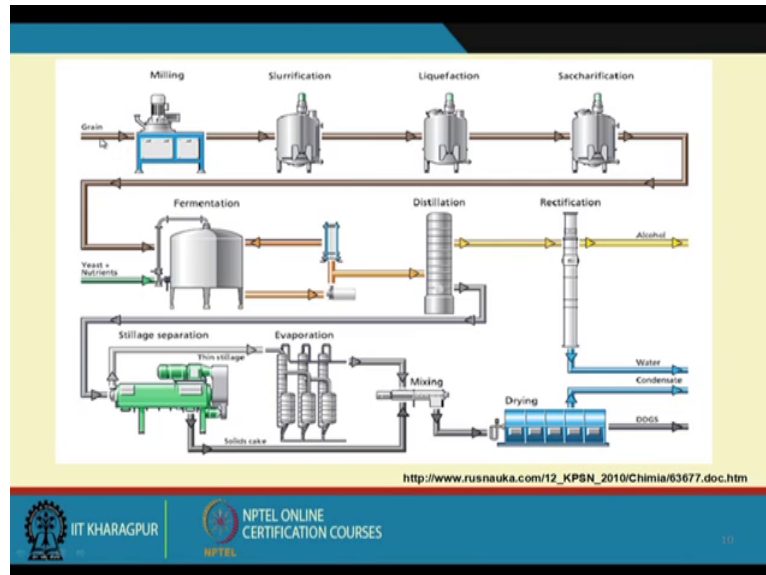 Milling
Slurrification
Liquefaction
Saccharification
Grain
Fermentation
Distillation
Rectification
Alcohol
Yeast +
Nutrients
Stillage separation
Evaporation
Thin stillage
Mixing
Water
Condensate
Drying
DDGS
Solids cake
http://www.rusnauka.com/12_KPSN_2010/Chimia/63677.doc.htm
IIT KHARAGPUR
NPTEL ONLINE
CERTIFICATION COURSES
NPTEL
10